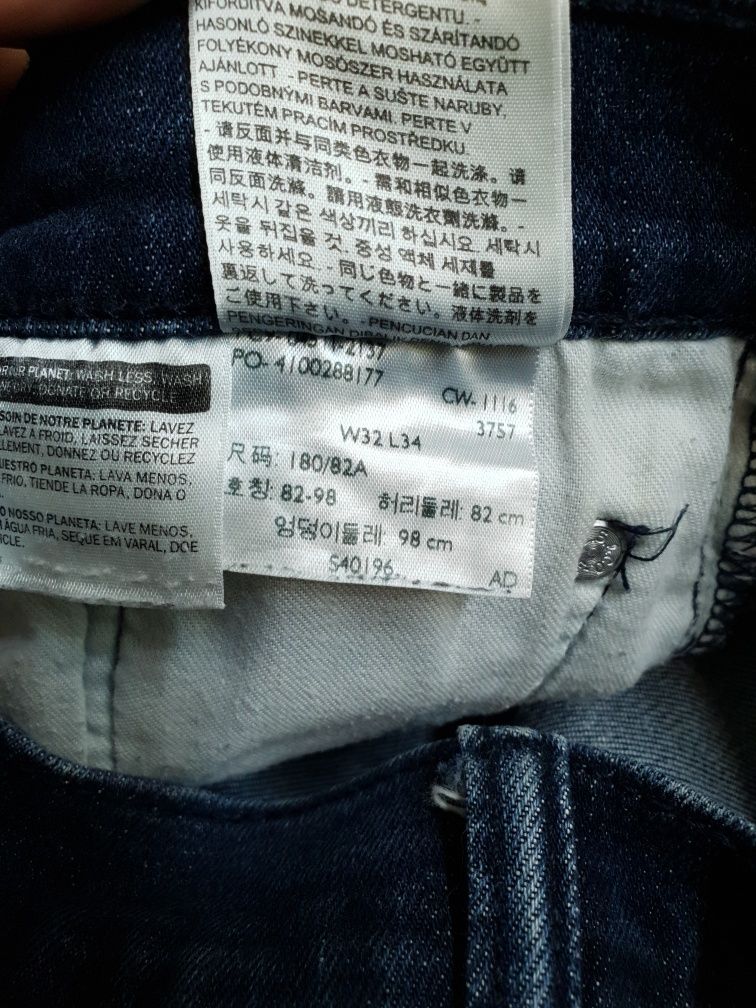 DETERGENTU. -
KIFORDÍTVA MOSANDÓ ÉS SZÁRÍTANDÓ
HASONLÓ SZINEKKEL MOSHATÓ EGYÜTT
FOLYÉKONY MOSÓSZER HASZNÁLATA
AJÁNLOTT - PERTE A SUŠTE NARUBY.
S PODOBNÝMI BARVAMI. PERTE V
TEKUTÉM PRACÍM PROSTŘEDKU.
- 请反面并与同类色衣物一起洗涤。请
使用液体清洁剂。- 需和相似色衣物一
同反面洗滌。請用液態洗衣劑洗滌。-
세탁시 같은 색상끼리 하십시요. 세탁시
옷을 뒤집을 것. 중성 액체 세제를
사용하세요. - 同じ色物と一緒に製品を
裏返して洗ってください。液体洗剤を
ご使用下さい。- PENCUCIAN DAN
PENGERINGAN
PLANET: WASH LESS, WASH
DONATE OR RECYCLE
SOIN DE NOTRE PLANETE: LAVEZ
LAVEZ A FROID, LAISSEZ SECHER
DONNEZ OU RECYCLEZ
PLANETA: LAVA MENOS,
FRIO, TIENDE LA ROPA, DONA O
NOSSO PLANETA: LAVE MENOS,
ÁGUA FRIA, SEQUE EM VARAL, DOE
PO- 4100288177
CW- 1116
3757
W32 L34
尺 码: 180/82A
호 칭: 82-98 허리둘레: 82 cm
엉덩이둘레: 98 cm
S40196 AD